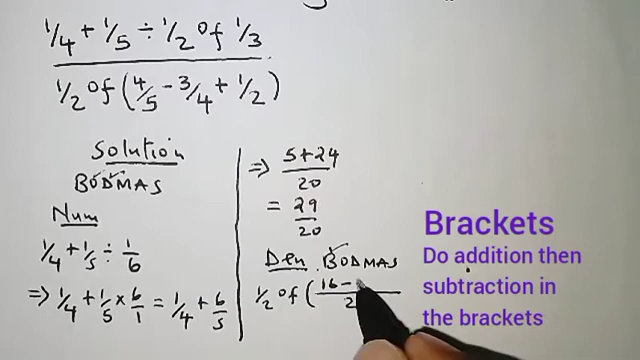 1/4 + 1/5 ÷ 1/2 of 1/3
1/2 of (4/5 - 3/4 + 1/2)
Solution
BODMAS
Num
1/4 + 1/5 ÷ 1/6
⇒ 1/4 + 1/5 × 6/1 = 1/4 + 6/5
⇒ 5+24
20
= 29
20
Den . BODMAS
1/2 of ( 16 -
2
Brackets
Do addition then
subtraction in
the brackets